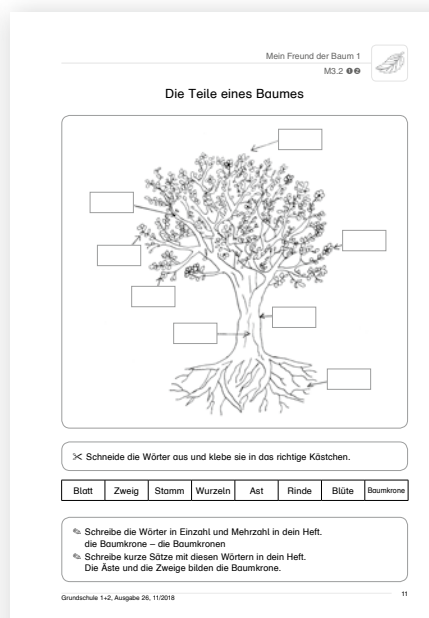 Mein Freund der Baum 1
M3.2 ❶❷
Die Teile eines Baumes
✂ Schneide die Wörter aus und klebe sie in das richtige Kästchen.
Blatt Zweig Stamm Wurzeln Ast Rinde Blüte Baumkrone
✎ Schreibe die Wörter in Einzahl und Mehrzahl in dein Heft.
die Baumkrone – die Baumkronen
✎ Schreibe kurze Sätze mit diesen Wörtern in dein Heft.
Die Äste und die Zweige bilden die Baumkrone.
Grundschule 1+2, Ausgabe 26, 11/2018
11